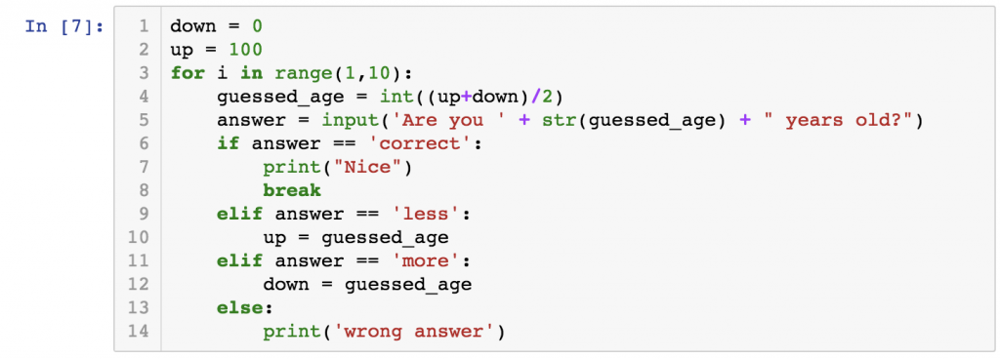 In [7]:
1 down = 0
2 up = 100
3 for i in range(1,10):
4     guessed_age = int((up+down)/2)
5     answer = input('Are you ' + str(guessed_age) + " years old?")
6     if answer == 'correct':
7         print("Nice")
8         break
9     elif answer == 'less':
10         up = guessed_age
11     elif answer == 'more':
12         down = guessed_age
13     else:
14         print('wrong answer')